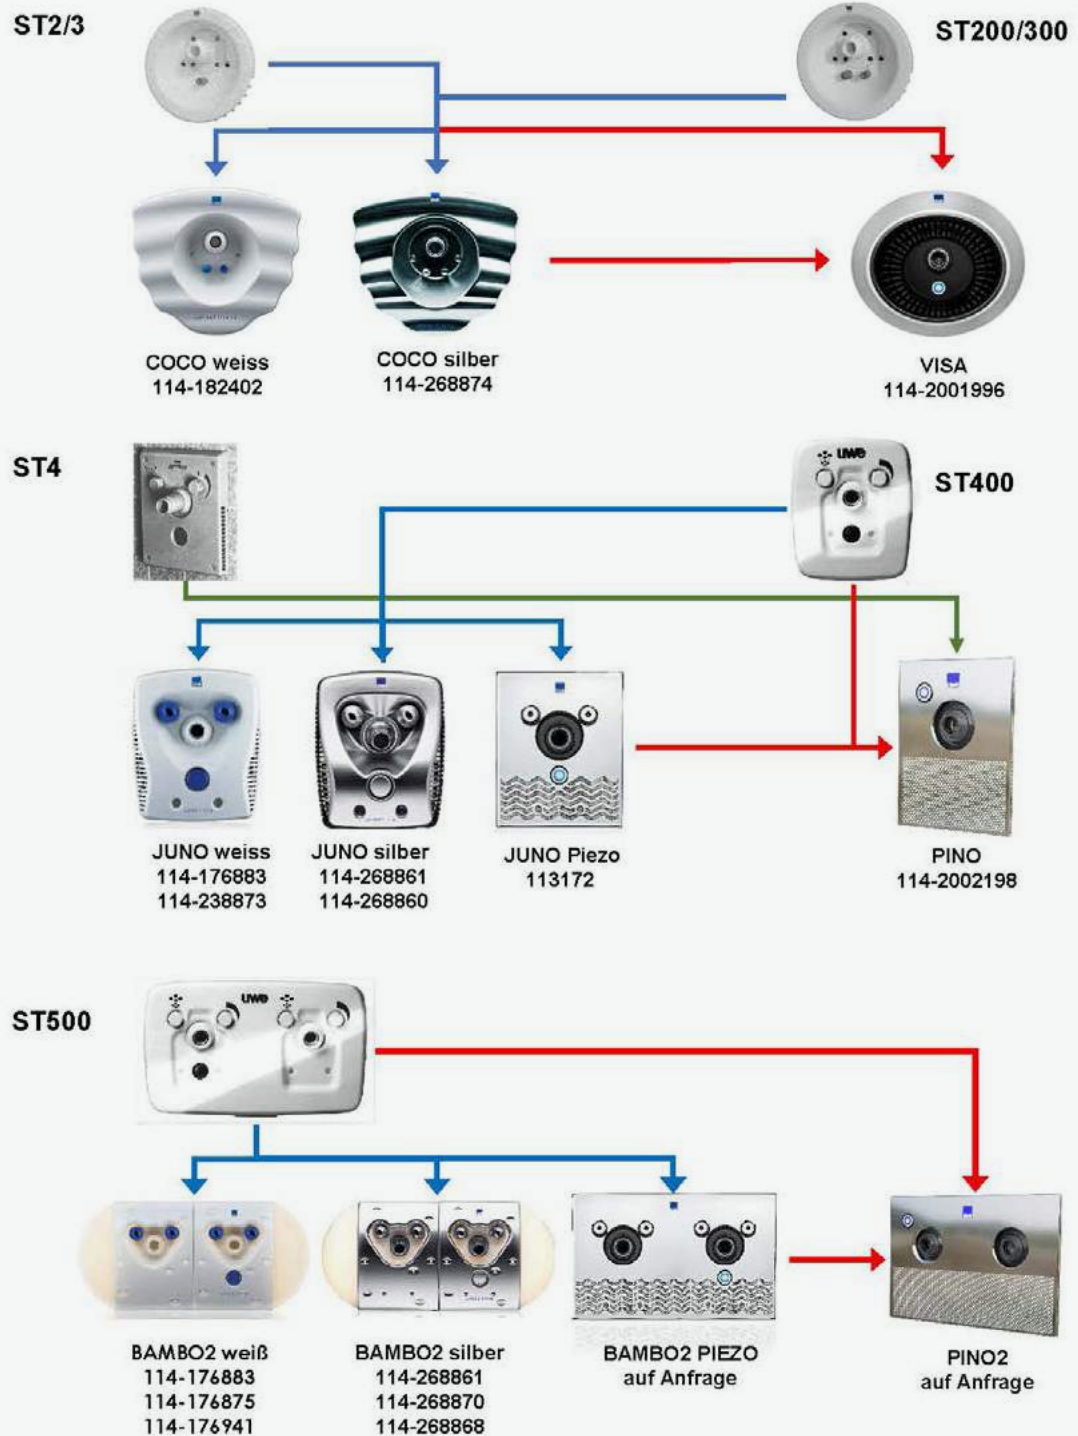 ST2/3
ST200/300
COCO weiss
114-182402
COCO silber
114-268874
VISA
114-2001996
ST4
uwe
ST400
JUNO weiss
114-176883
114-238873
JUNO silber
114-268861
114-268860
JUNO Piezo
113172
PINO
114-2002198
ST500
uwe
BAMBO2 weiß
114-176883
114-176875
114-176941
BAMBO2 silber
114-268861
114-268870
114-268868
BAMBO2 PIEZO
auf Anfrage
PINO2
auf Anfrage